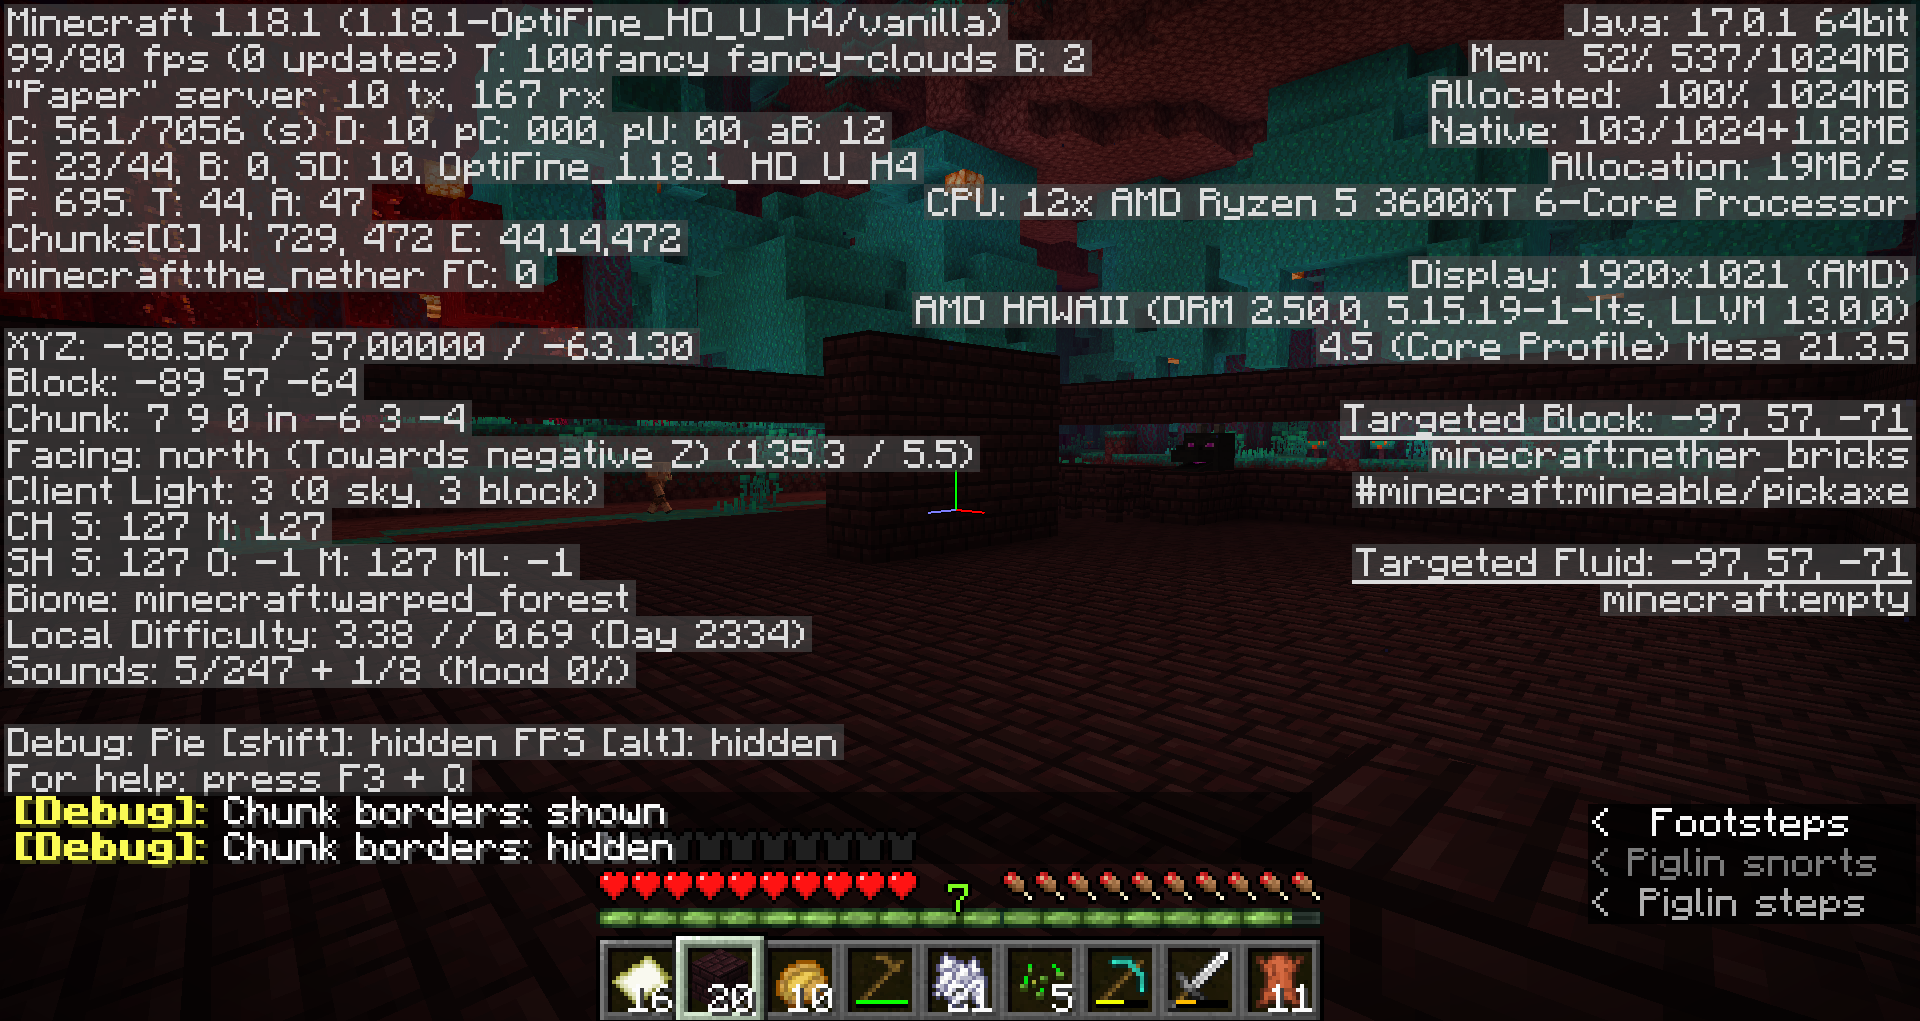 Minecraft 1.18.1 (1.18.1-OptiFine_HD_U_H4/vanilla)
99/80 fps (0 updates) T: 100fancy fancy-clouds B: 2
"Paper" server, 10 tx, 167 rx
C: 561/7056 (s) D: 10, pC: 000, pU: 00, aB: 12
E: 23/44, B: 0, SD: 10, OptiFine_1.18.1_HD_U_H4
P: 695. T: 44, A: 47
Chunks[C] W: 729, 472 E: 44,14,472
minecraft:the_nether FC: 0
XYZ: -88.567 / 57.00000 / -63.130
Block: -89 57 -64
Chunk: 7 9 0 in -6 3 -4
Facing: north (Towards negative Z) (135.3 / 5.5)
Client Light: 3 (0 sky, 3 block)
CH S: 127 M: 127
SH S: 127 O: -1 M: 127 ML: -1
Biome: minecraft:warped_forest
Local Difficulty: 3.38 // 0.69 (Day 2334)
Sounds: 5/247 + 1/8 (Mood 0%)
Debug: Pie [shift]: hidden FPS [alt]: hidden
For help: press F3 + Q
[Debug]: Chunk borders: shown
[Debug]: Chunk borders: hidden
Java: 17.0.1 64bit
Mem: 52% 537/1024MB
Allocated: 100% 1024MB
Native: 103/1024+118MB
Allocation: 19MB/s
CPU: 12x AMD Ryzen 5 3600XT 6-Core Processor
Display: 1920x1021 (AMD)
AMD HAWAII (DRM 2.50.0, 5.15.19-1-lts, LLVM 13.0.0)
4.5 (Core Profile) Mesa 21.3.5
Targeted Block: -97, 57, -71
minecraft:nether_bricks
#minecraft:mineable/pickaxe
Targeted Fluid: -97, 57, -71
minecraft:empty
< Footsteps
< Piglin snorts
< Piglin steps
7
16 20 10 21 5 11